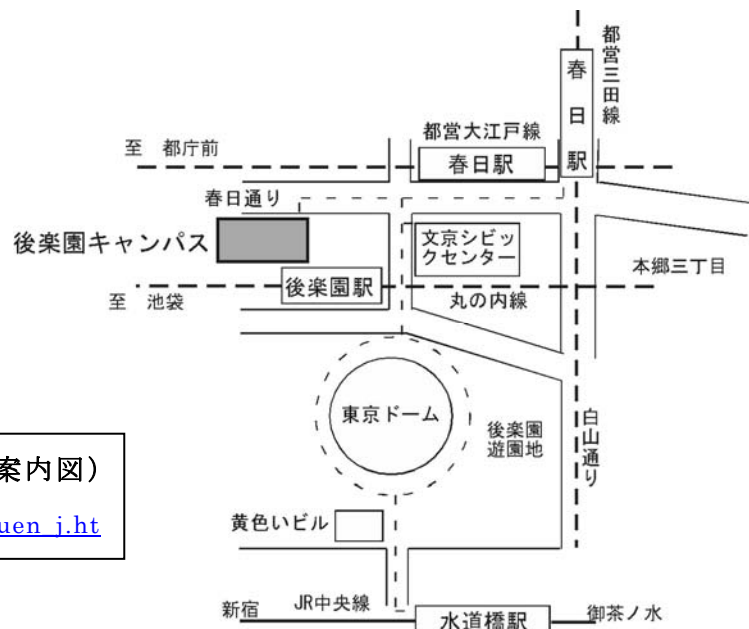 都営三田線
春日駅
都営大江戸線
至　都庁前
春日駅
春日通り
後楽園キャンパス
文京シビッ
クセンター
本郷三丁目
後楽園駅
至　池袋
丸の内線
東京ドーム
後楽園
遊園地
白山通り
案内図）
uen_j.ht
黄色いビル
新宿
JR中央線
水道橋駅
御茶ノ水